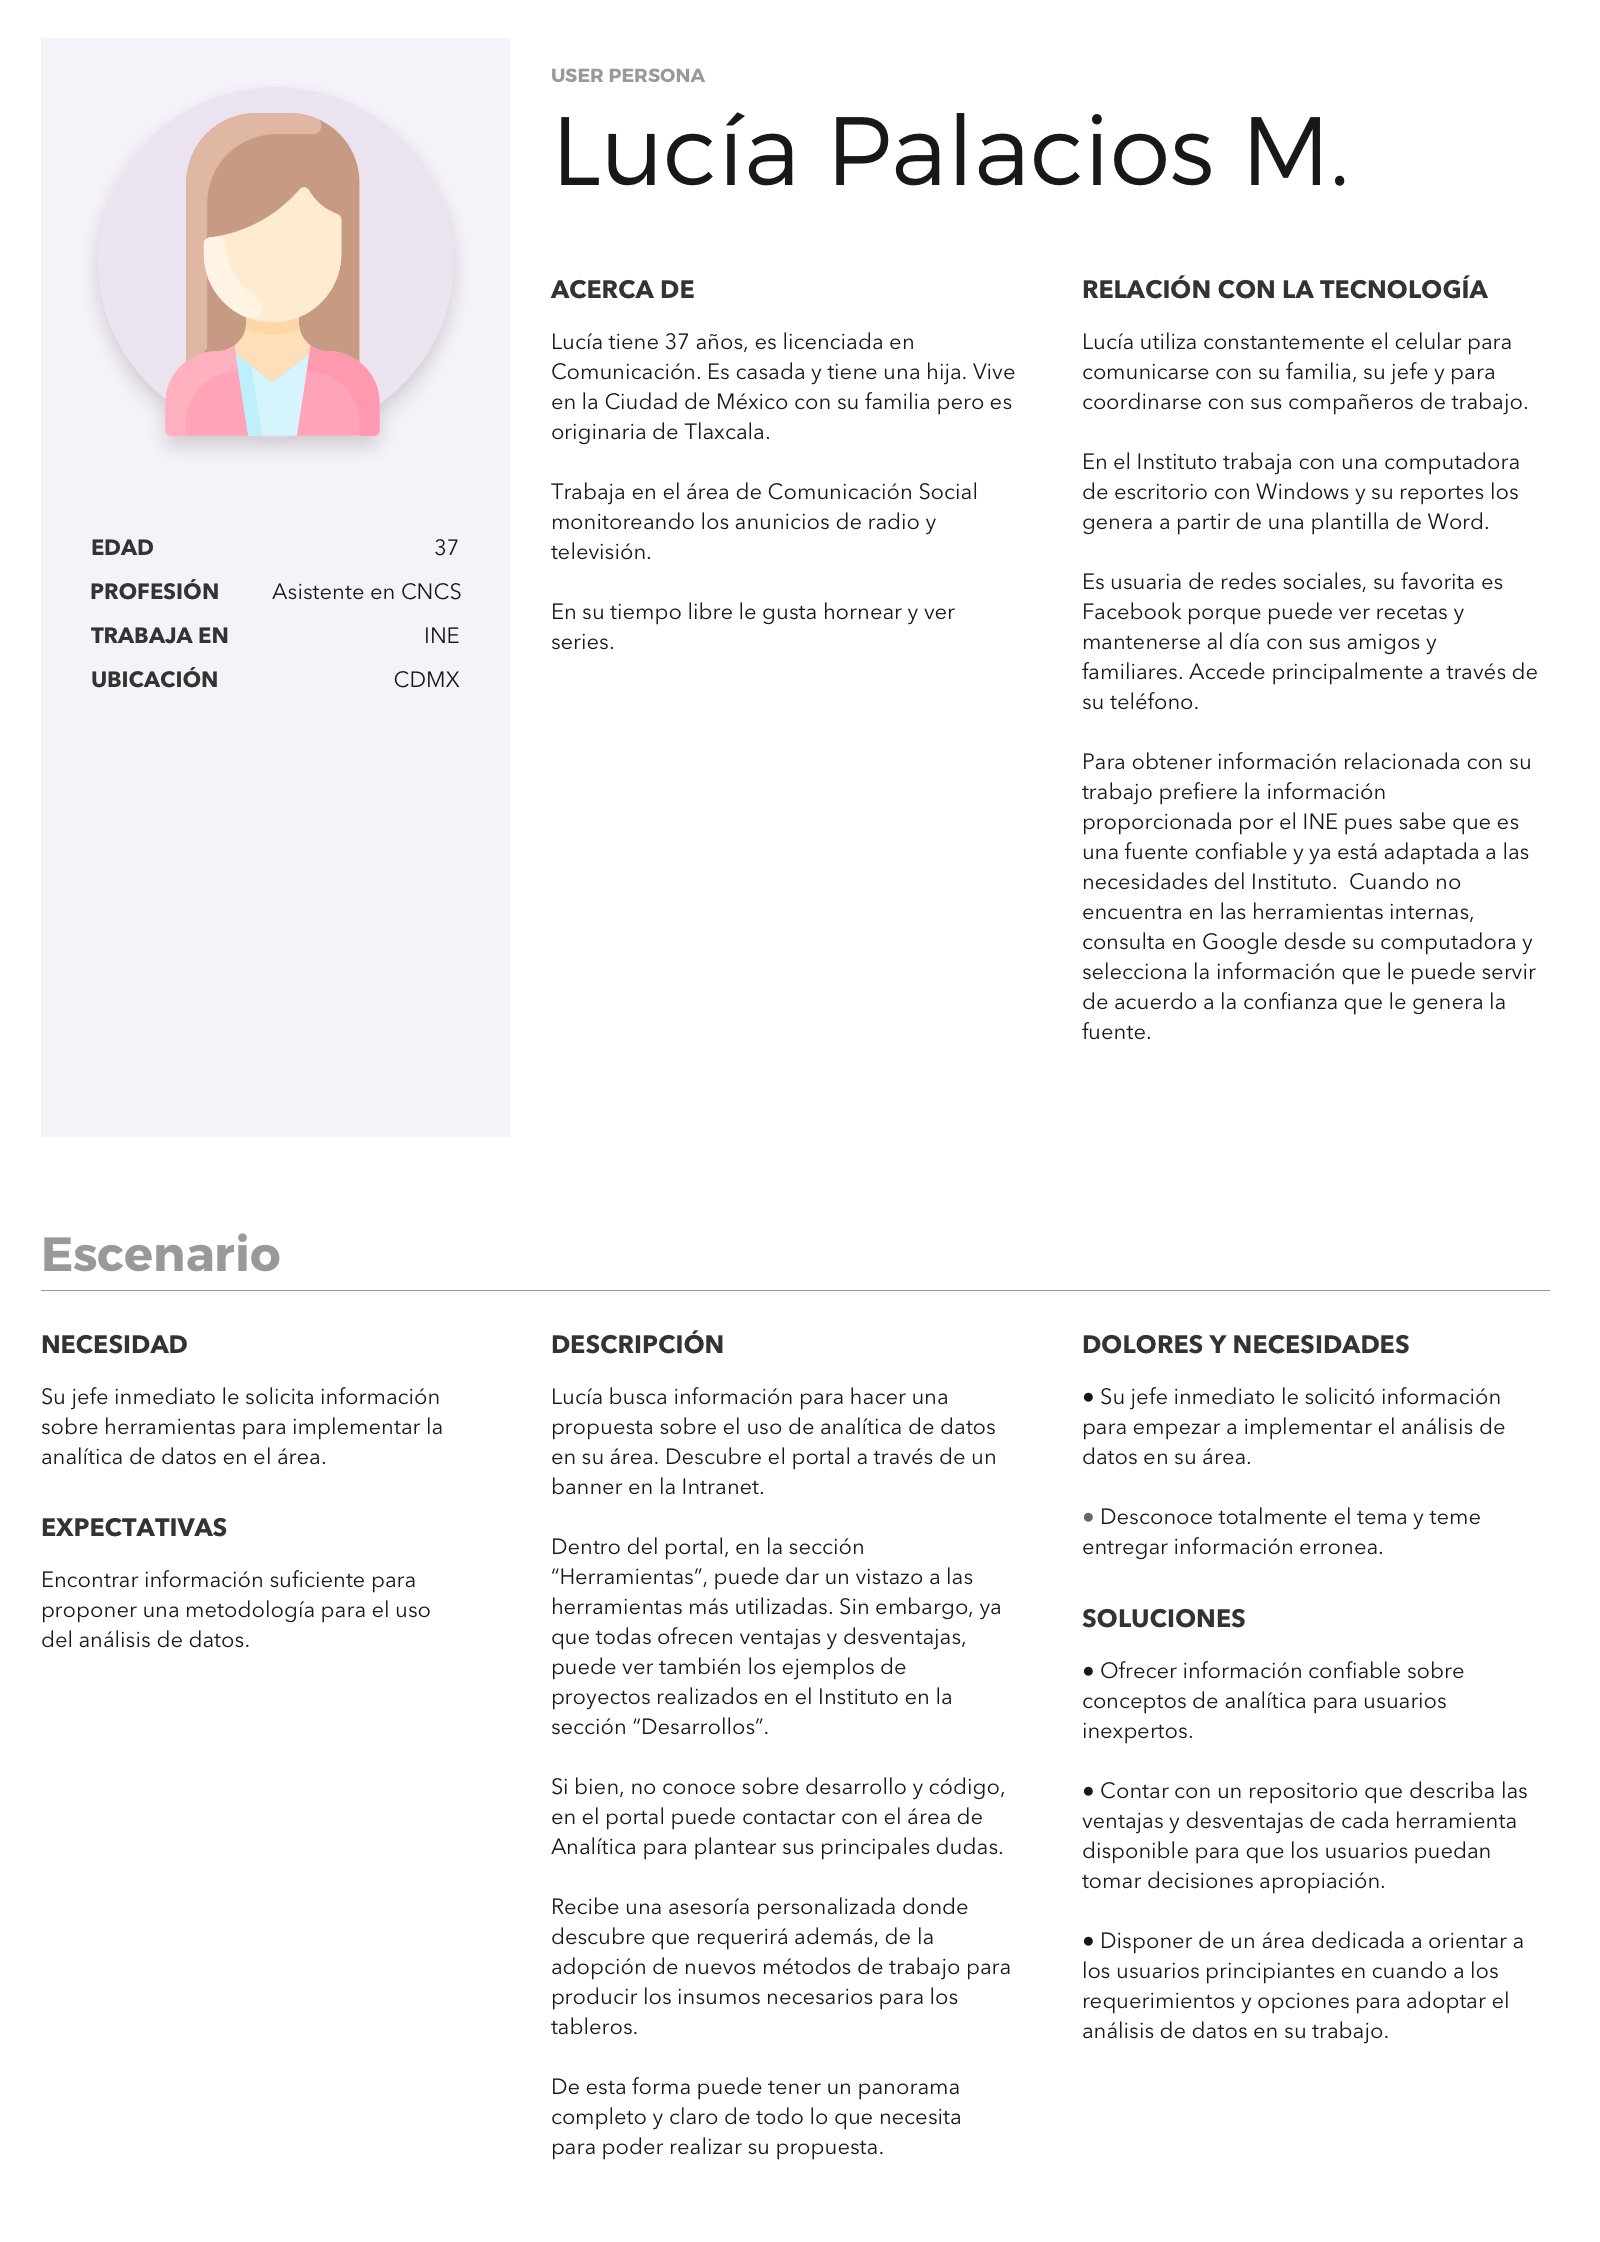 USER PERSONA
Lucía Palacios M.
EDAD 37
PROFESIÓN Asistente en CNCS
TRABAJA EN INE
UBICACIÓN CDMX
ACERCA DE
Lucía tiene 37 años, es licenciada en
Comunicación. Es casada y tiene una hija. Vive
en la Ciudad de México con su familia pero es
originaria de Tlaxcala.
Trabaja en el área de Comunicación Social
monitoreando los anuncios de radio y
televisión.
En su tiempo libre le gusta hornear y ver
series.
RELACIÓN CON LA TECNOLOGÍA
Lucía utiliza constantemente el celular para
comunicarse con su familia, su jefe y para
coordinarse con sus compañeros de trabajo.
En el Instituto trabaja con una computadora
de escritorio con Windows y su reportes los
genera a partir de una plantilla de Word.
Es usuaria de redes sociales, su favorita es
Facebook porque puede ver recetas y
mantenerse al día con sus amigos y
familiares. Accede principalmente a través de
su teléfono.
Para obtener información relacionada con su
trabajo prefiere la información
proporcionada por el INE pues sabe que es
una fuente confiable y ya está adaptada a las
necesidades del Instituto.  Cuando no
encuentra en las herramientas internas,
consulta en Google desde su computadora y
selecciona la información que le puede servir
de acuerdo a la confianza que le genera la
fuente.
Escenario
NECESIDAD
Su jefe inmediato le solicita información
sobre herramientas para implementar la
analítica de datos en el área.
EXPECTATIVAS
Encontrar información suficiente para
proponer una metodología para el uso
del análisis de datos.
DESCRIPCIÓN
Lucía busca información para hacer una
propuesta sobre el uso de analítica de datos
en su área. Descubre el portal a través de un
banner en la Intranet.
Dentro del portal, en la sección
“Herramientas”, puede dar un vistazo a las
herramientas más utilizadas. Sin embargo, ya
que todas ofrecen ventajas y desventajas,
puede ver también los ejemplos de
proyectos realizados en el Instituto en la
sección “Desarrollos”.
Si bien, no conoce sobre desarrollo y código,
en el portal puede contactar con el área de
Analítica para plantear sus principales dudas.
Recibe una asesoría personalizada donde
descubre que requerirá además, de la
adopción de nuevos métodos de trabajo para
producir los insumos necesarios para los
tableros.
De esta forma puede tener un panorama
completo y claro de todo lo que necesita
para poder realizar su propuesta.
DOLORES Y NECESIDADES
● Su jefe inmediato le solicitó información
para empezar a implementar el análisis de
datos en su área.
● Desconoce totalmente el tema y teme
entregar información erronea.
SOLUCIONES
● Ofrecer información confiable sobre
conceptos de analítica para usuarios
inexpertos.
● Contar con un repositorio que describa las
ventajas y desventajas de cada herramienta
disponible para que los usuarios puedan
tomar decisiones apropiación.
● Disponer de un área dedicada a orientar a
los usuarios principiantes en cuando a los
requerimientos y opciones para adoptar el
análisis de datos en su trabajo.